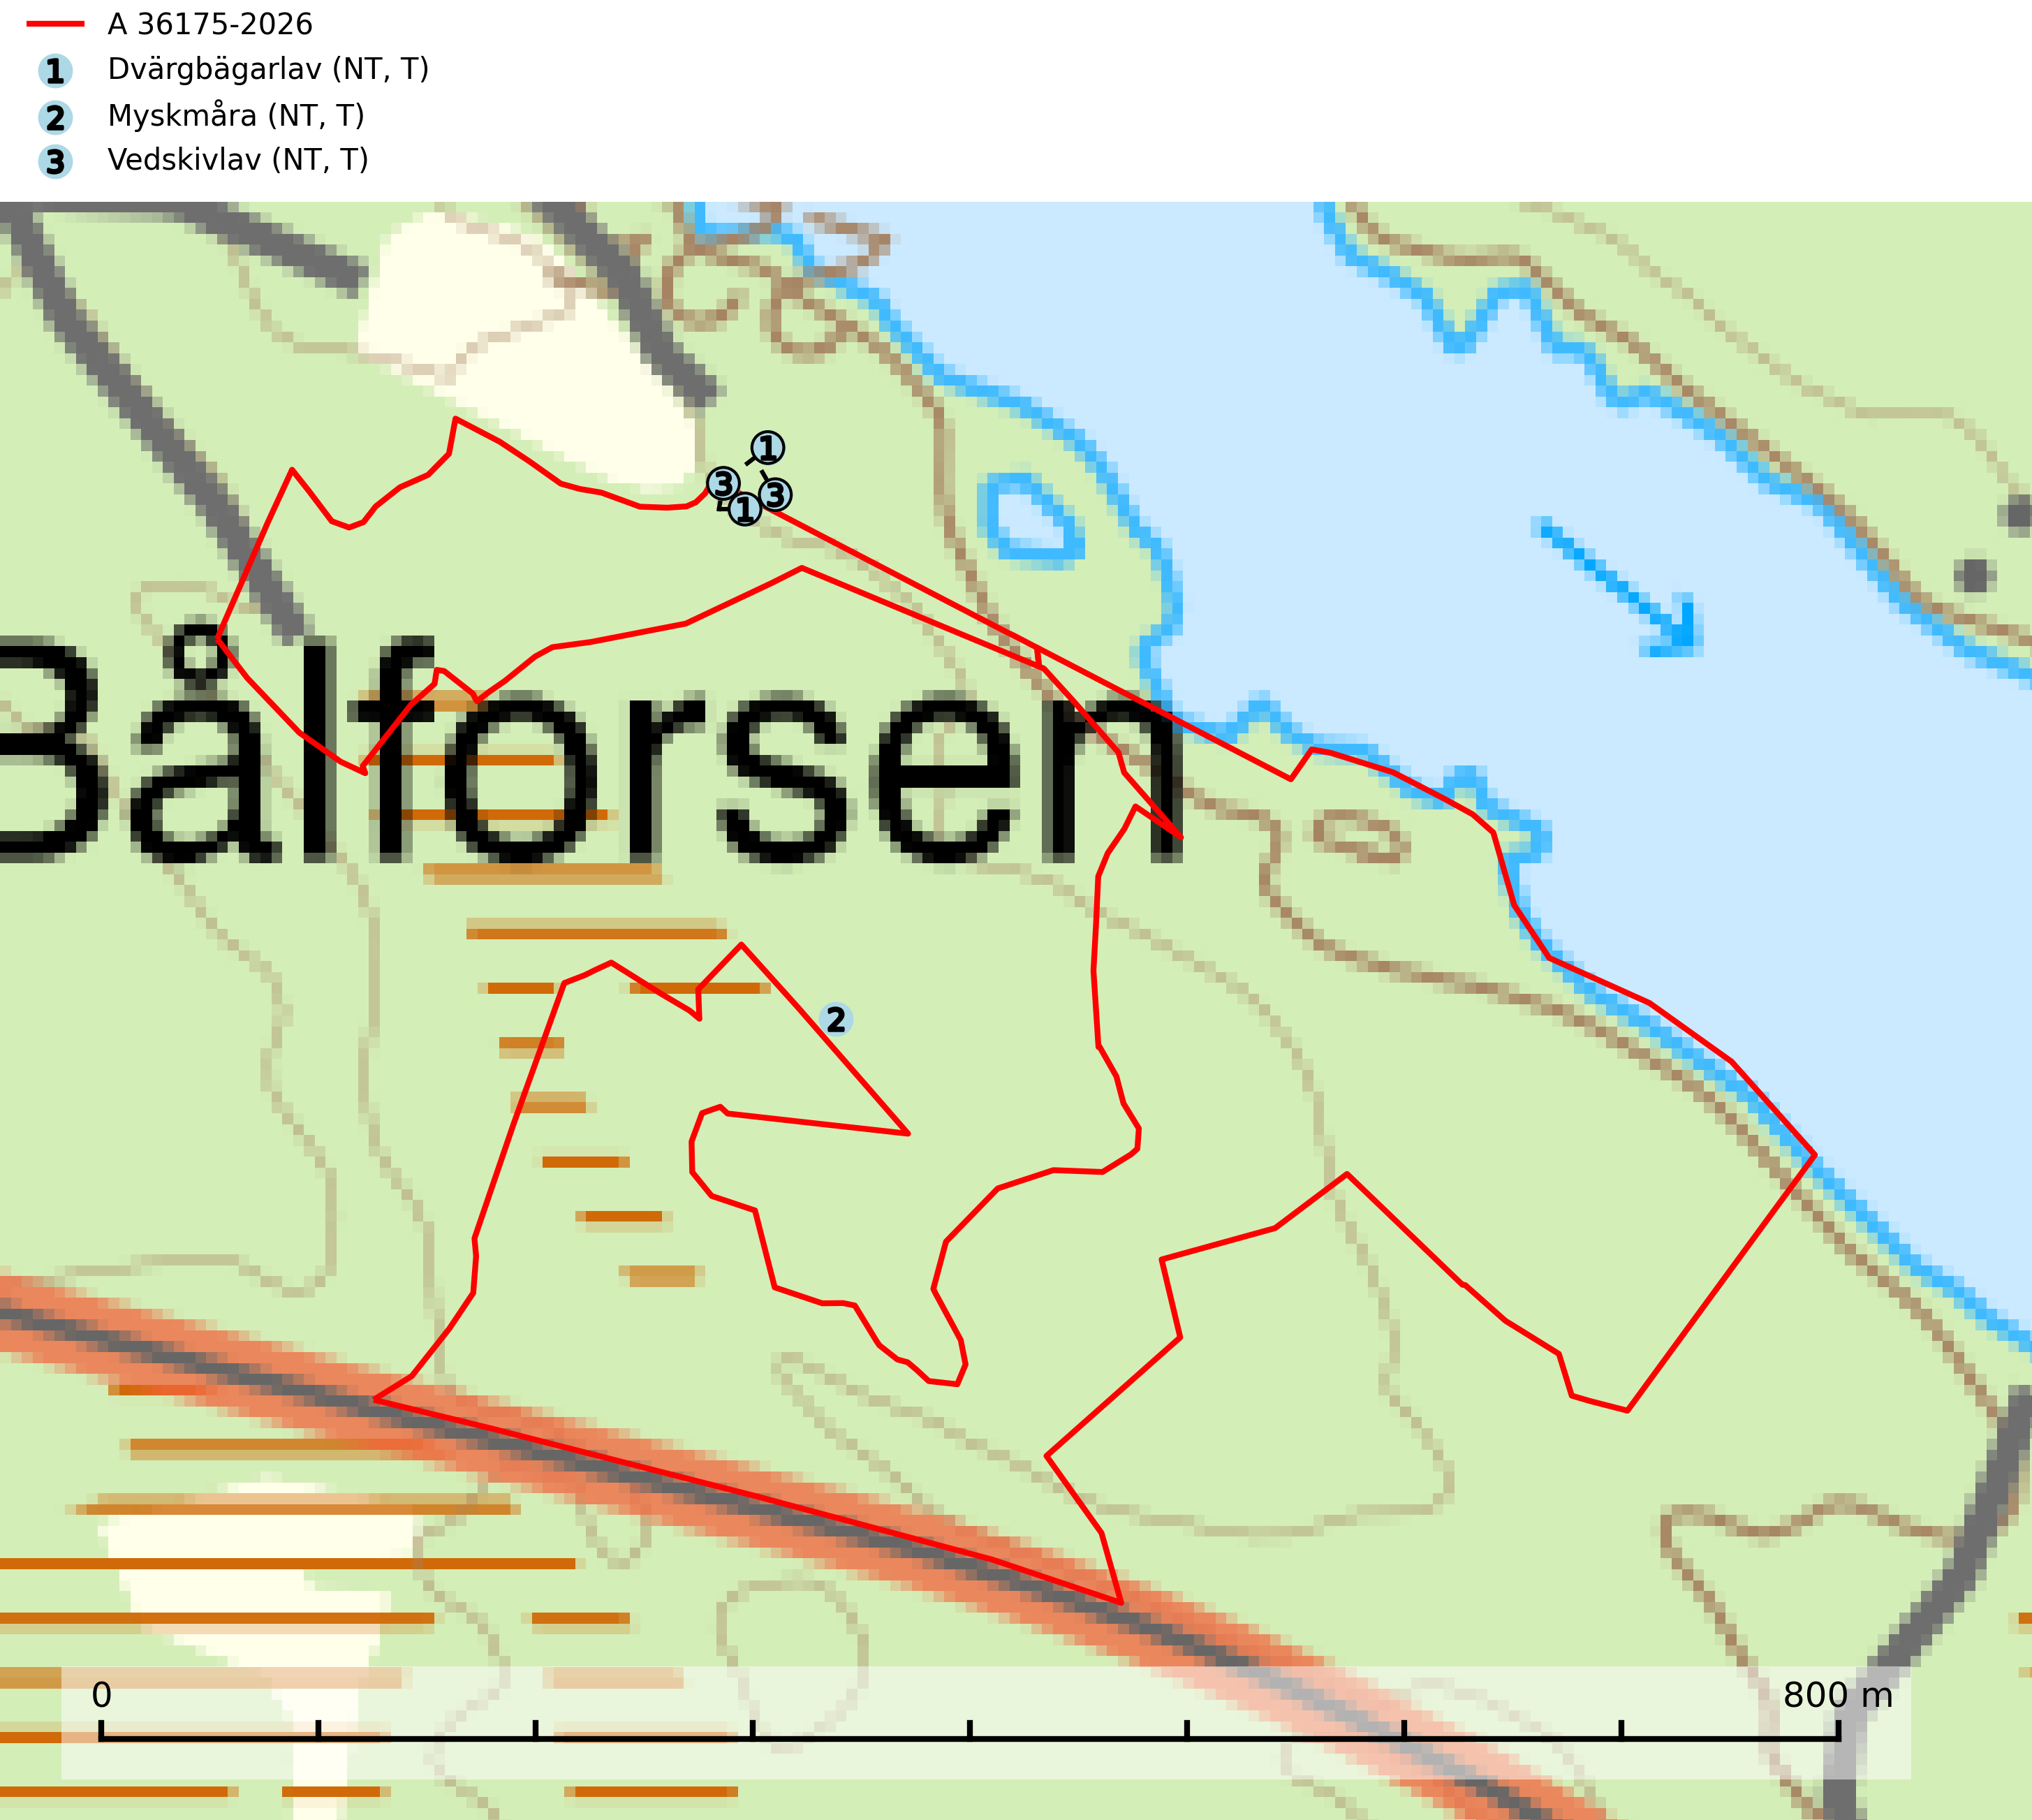 A 36175-2026
1 Dvärgbägarlav (NT, T)
2 Myskmåra (NT, T)
3 Vedskivlav (NT, T)
1
3
3
1
Bålforsen
2
0 800 m